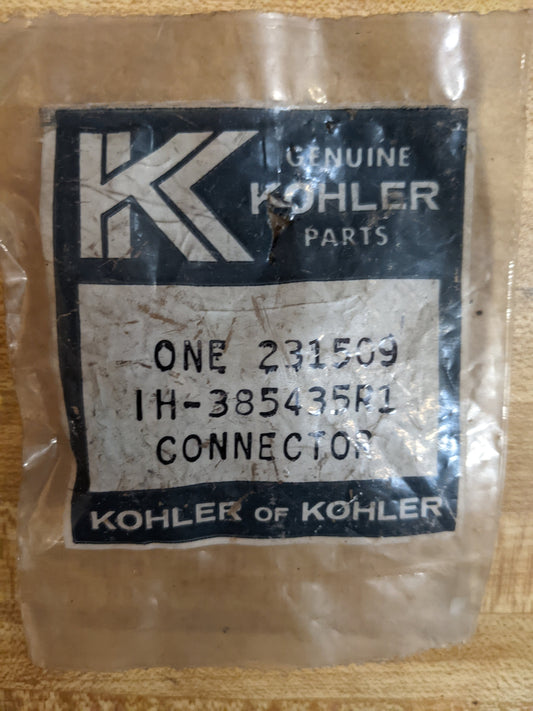 K
GENUINE
KOHLER
PARTS
ONE 231509
IH-385435R1
CONNECTOR
KOHLER OF KOHLER